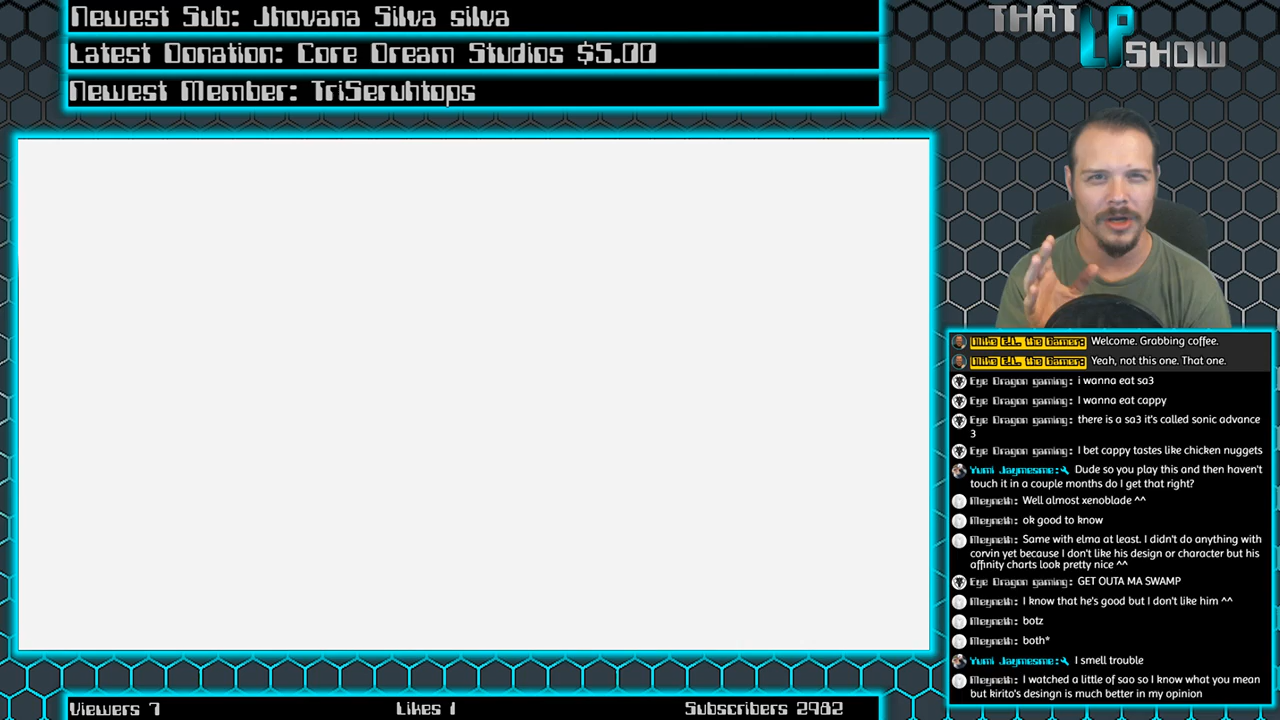 Newest Sub: Jhovana Silva silva
Latest Donation: Core Dream Studios $5.00
Newest Member: TriSeruhtops
THAT LP SHOW
Mike E.L. the Gamer: Welcome. Grabbing coffee.
Mike E.L. the Gamer: Yeah, not this one. That one.
Eye Dragon gaming: i wanna eat sa3
Eye Dragon gaming: I wanna eat cappy
Eye Dragon gaming: there is a sa3 it's called sonic advance
3
Eye Dragon gaming: I bet cappy tastes like chicken nuggets
Yumi Jaymesme: Dude so you play this and then haven't
touch it in a couple months do I get that right?
Meyneth: Well almost xenoblade ^^
Meyneth: ok good to know
Meyneth: Same with elma at least. I didn't do anything with
corvin yet because I don't like his design or character but his
affinity charts look pretty nice ^^
Eye Dragon gaming: GET OUTA MA SWAMP
Meyneth: I know that he's good but I don't like him ^^
Meyneth: botz
Meyneth: both*
Yumi Jaymesme: I smell trouble
Meyneth: I watched a little of sao so I know what you mean
but kirito's desingn is much better in my opinion
Viewers 7
Likes 1
Subscribers 2982